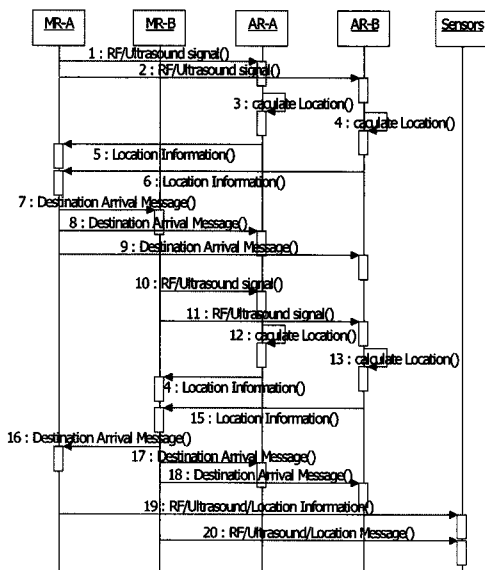 MR-A
MR-B
AR-A
AR-B
Sensors
1 : RF/Ultrasound signal()
2 : RF/Ultrasound signal()
3 : caculate Location()
4 : caculate Location()
5 : Location Information()
6 : Location Information()
7 : Destination Arrival Message()
8 : Destination Arrival Message()
9 : Destination Arrival Message()
10 : RF/Ultrasound signal()
11 : RF/Ultrasound signal()
12 : caculate Location()
13 : calculate Location()
4 : Location Information()
15 : Location Information()
16 : Destination Arrival Message()
17 : Destination Arrival Message()
18 : Destination Arrival Message()
19 : RF/Ultrasound/Location Information()
20 : RF/Ultrasound/Location Message()